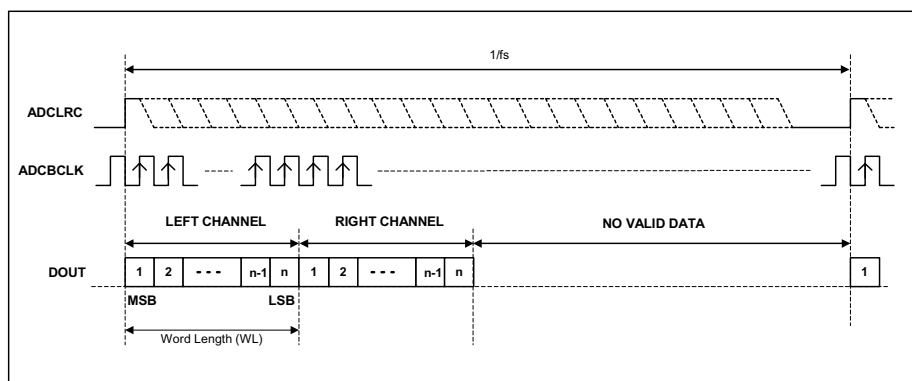 1/fs
ADCLRC
ADCBCLK
LEFT CHANNEL RIGHT CHANNEL NO VALID DATA
DOUT 1 2 - - - n-1 n 1 2 - - - n-1 n 1
MSB LSB
Word Length (WL)